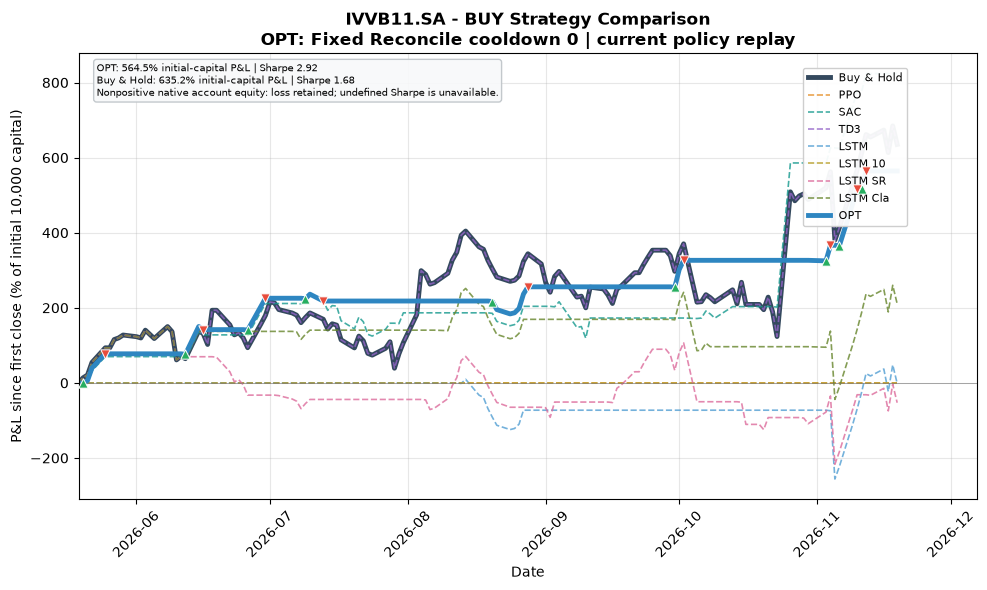 IVVB11.SA - BUY Strategy Comparison
OPT: Fixed Reconcile cooldown 0 | current policy replay
OPT: 564.5% initial-capital P&L | Sharpe 2.92
Buy & Hold: 635.2% initial-capital P&L | Sharpe 1.68
Nonpositive native account equity: loss retained; undefined Sharpe is unavailable.
Buy & Hold
PPO
SAC
TD3
LSTM
LSTM 10
LSTM SR
LSTM Cla
OPT
P&L since first close (% of initial 10,000 capital)
800
600
400
200
0
−200
2026-06
2026-07
2026-08
2026-09
2026-10
2026-11
2026-12
Date